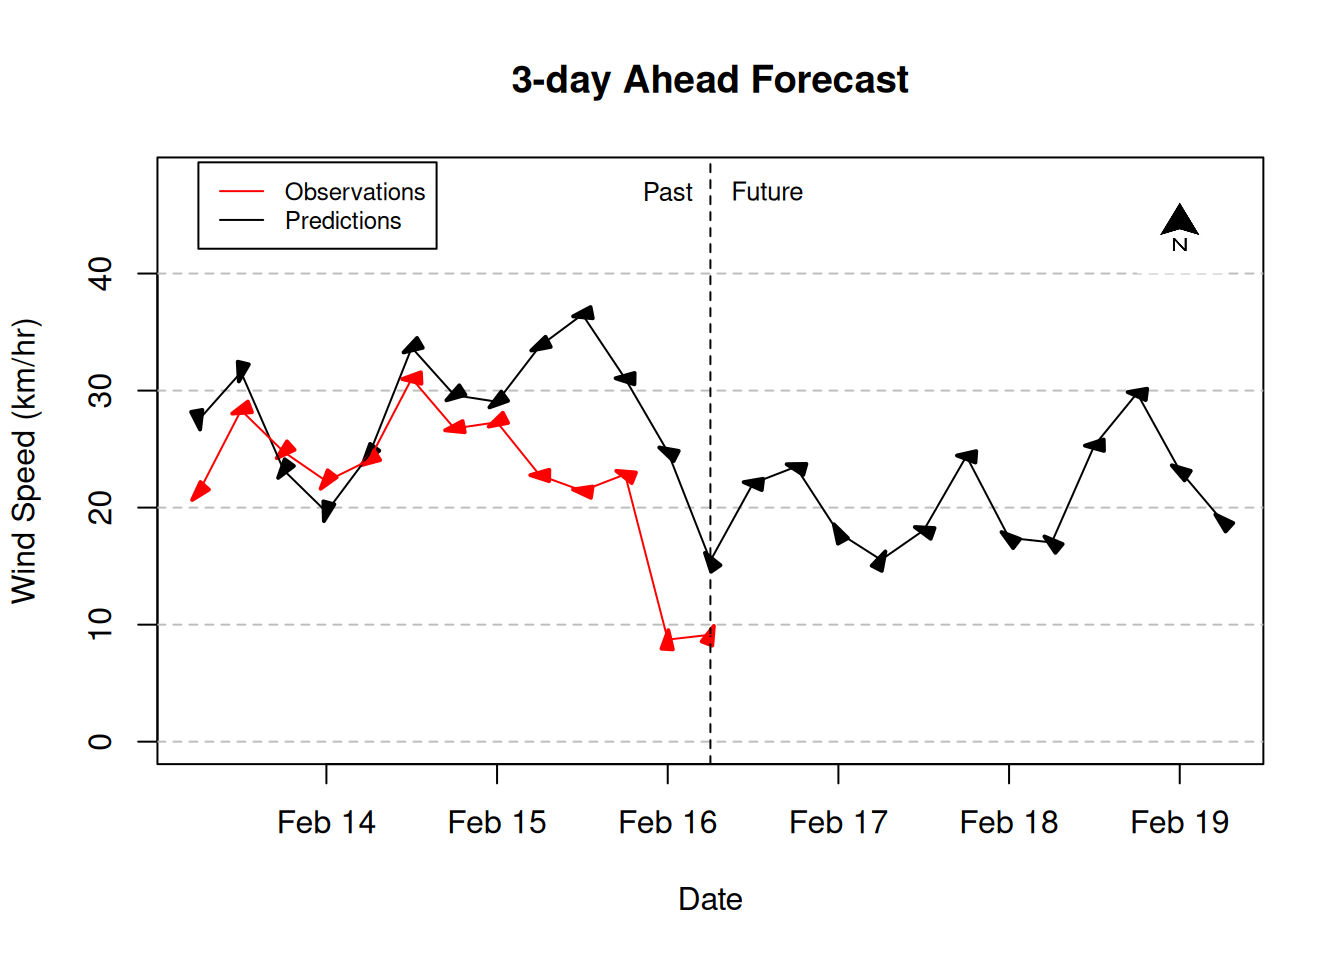 3-day Ahead Forecast
Observations
Predictions
Past
Future
N
40
30
20
10
0
Wind Speed (km/hr)
Feb 14
Feb 15
Feb 16
Feb 17
Feb 18
Feb 19
Date